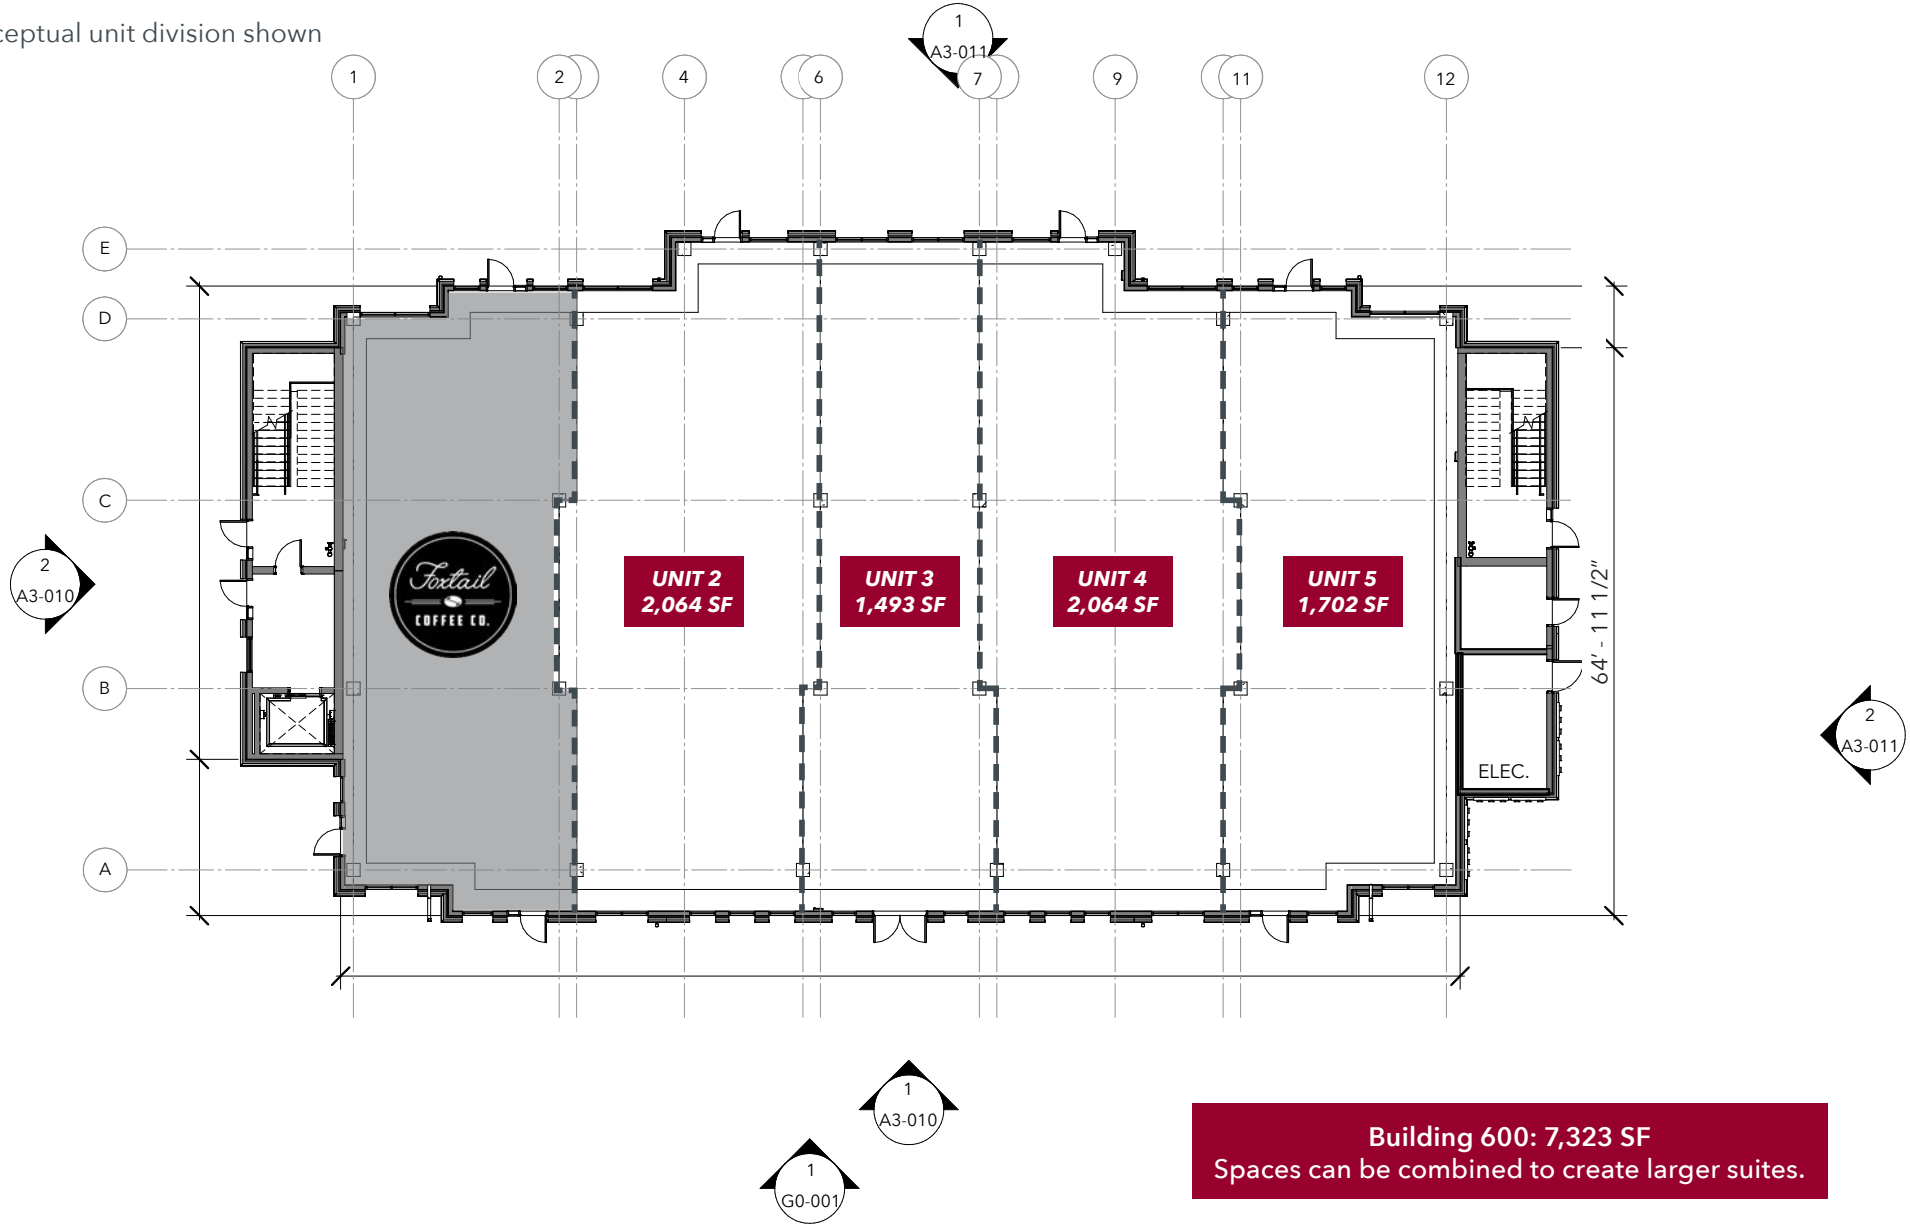 ceptual unit division shown
1
A3-011
1
2
4
6
7
9
11
12
E
D
C
B
A
2
A3-010
Foxtail
COFFEE CO.
UNIT 2
2,064 SF
UNIT 3
1,493 SF
UNIT 4
2,064 SF
UNIT 5
1,702 SF
64' - 11 1/2"
ELEC.
2
A3-011
1
A3-010
1
G0-001
Building 600: 7,323 SF
Spaces can be combined to create larger suites.